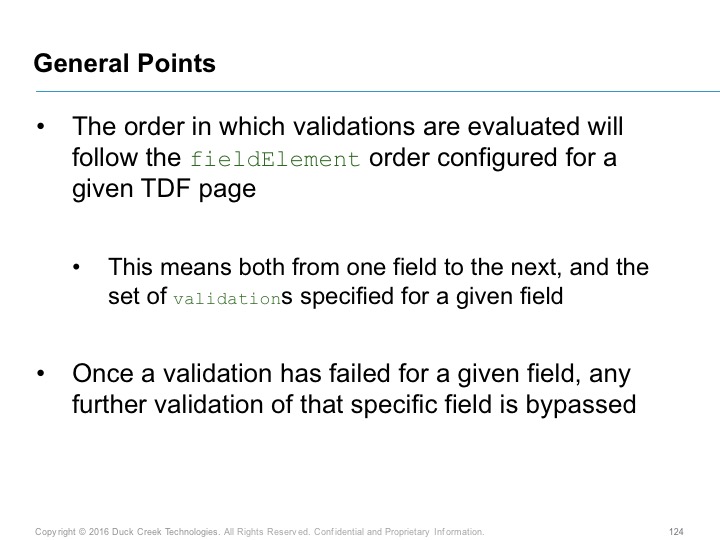 General Points
• The order in which validations are evaluated will
follow the fieldElement order configured for a
given TDF page
• This means both from one field to the next, and the
set of validations specified for a given field
• Once a validation has failed for a given field, any
further validation of that specific field is bypassed
Copyright © 2016 Duck Creek Technologies. All Rights Reserved. Confidential and Proprietary Information. 124